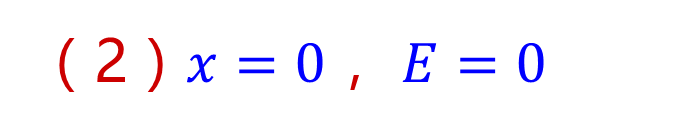 (2) x = 0, E = 0